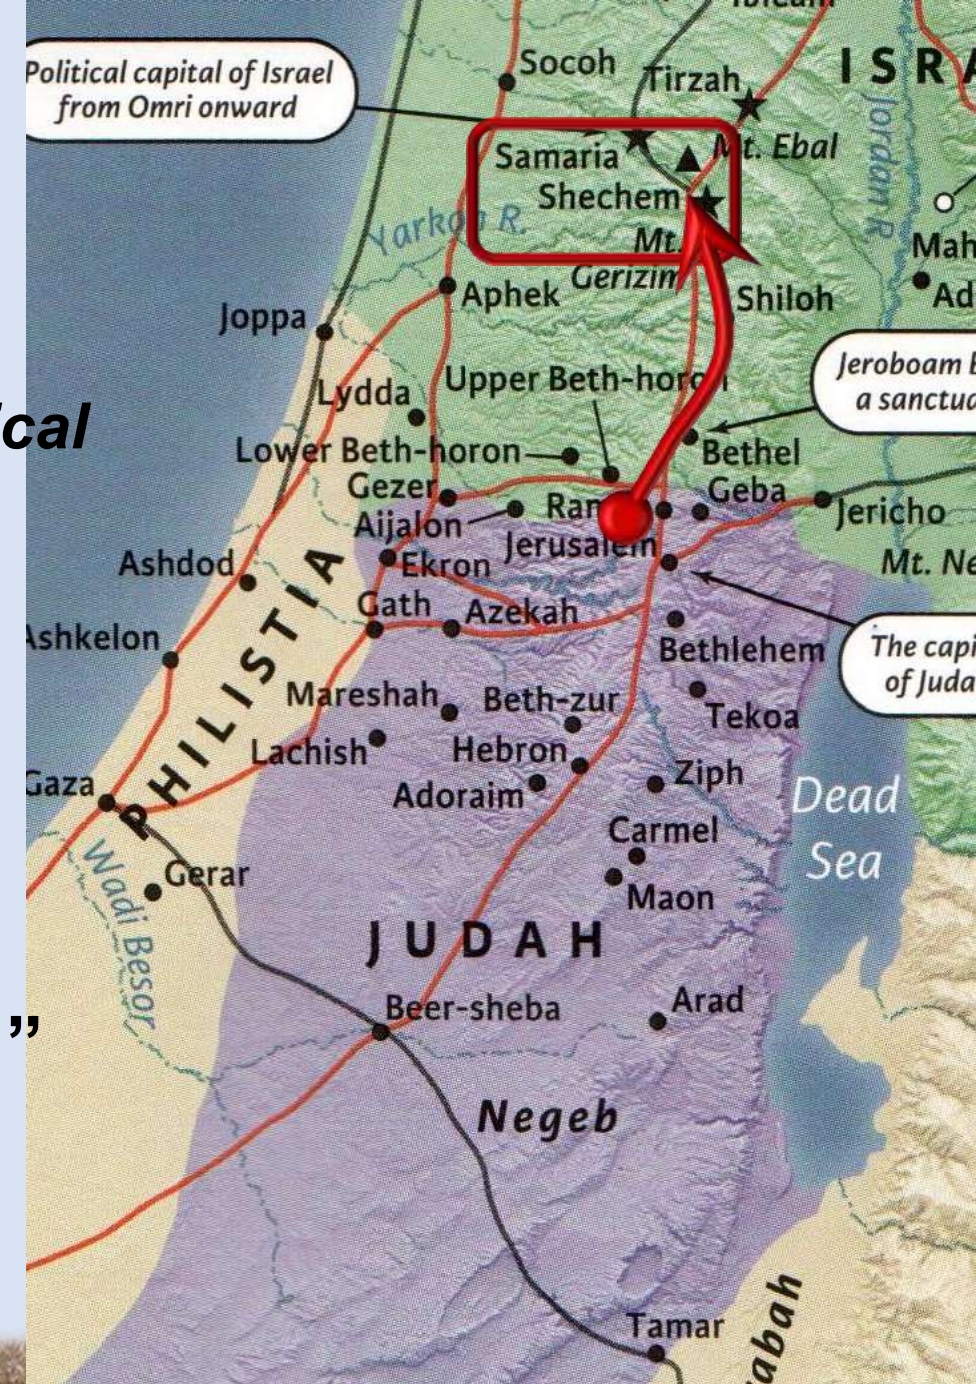 Political capital of Israel
from Omri onward
Socoh
Tirzah
Samaria
Mt. Ebal
Shechem
Jordan R
Yarkon R.
Mt.
Gerizim
Mah
Ad
Aphek
Shiloh
Joppa
Jeroboam
a sanctua
Lydda
Upper Beth-horon
ical
Lower Beth-horon
Bethel
Gezer
Geba
Aijalon
Ram
Jericho
Jerusalem
Ashdod
Ekron
Mt. Ne
Gath
Azekah
Ashkelon
Bethlehem
The capi
of Juda
PHILISTIA
Mareshah
Beth-zur
Tekoa
Lachish
Hebron
Gaza
Adoraim
Ziph
Dead
Sea
Carmel
Gerar
Maon
Wadi Besor
JUDAH
”
Beer-sheba
Arad
Negeb
Tamar
abah